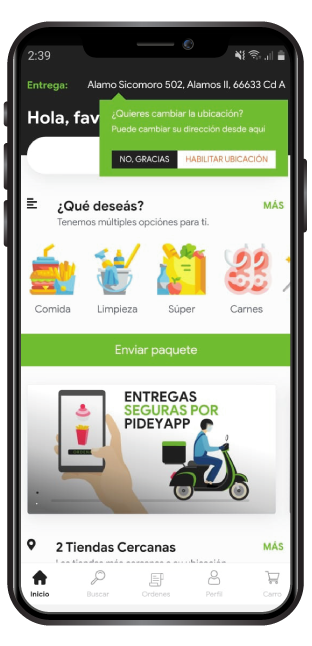 2:39
Entrega: Alamo Sicomoro 502, Alamos II, 66633 Cd A
Hola, fav
¿Quieres cambiar la ubicación?
Puede cambiar su dirección desde aquí
NO, GRACIAS HABILITAR UBICACIÓN
¿Qué deseás? MÁS
Tenemos múltiples opciónes para ti.
Comida Limpieza Súper Carnes
Enviar paquete
ENTREGAS
SEGURAS POR
PIDEYAPP
2 Tiendas Cercanas MÁS
Inicio Buscar Ordenes Perfil Carro